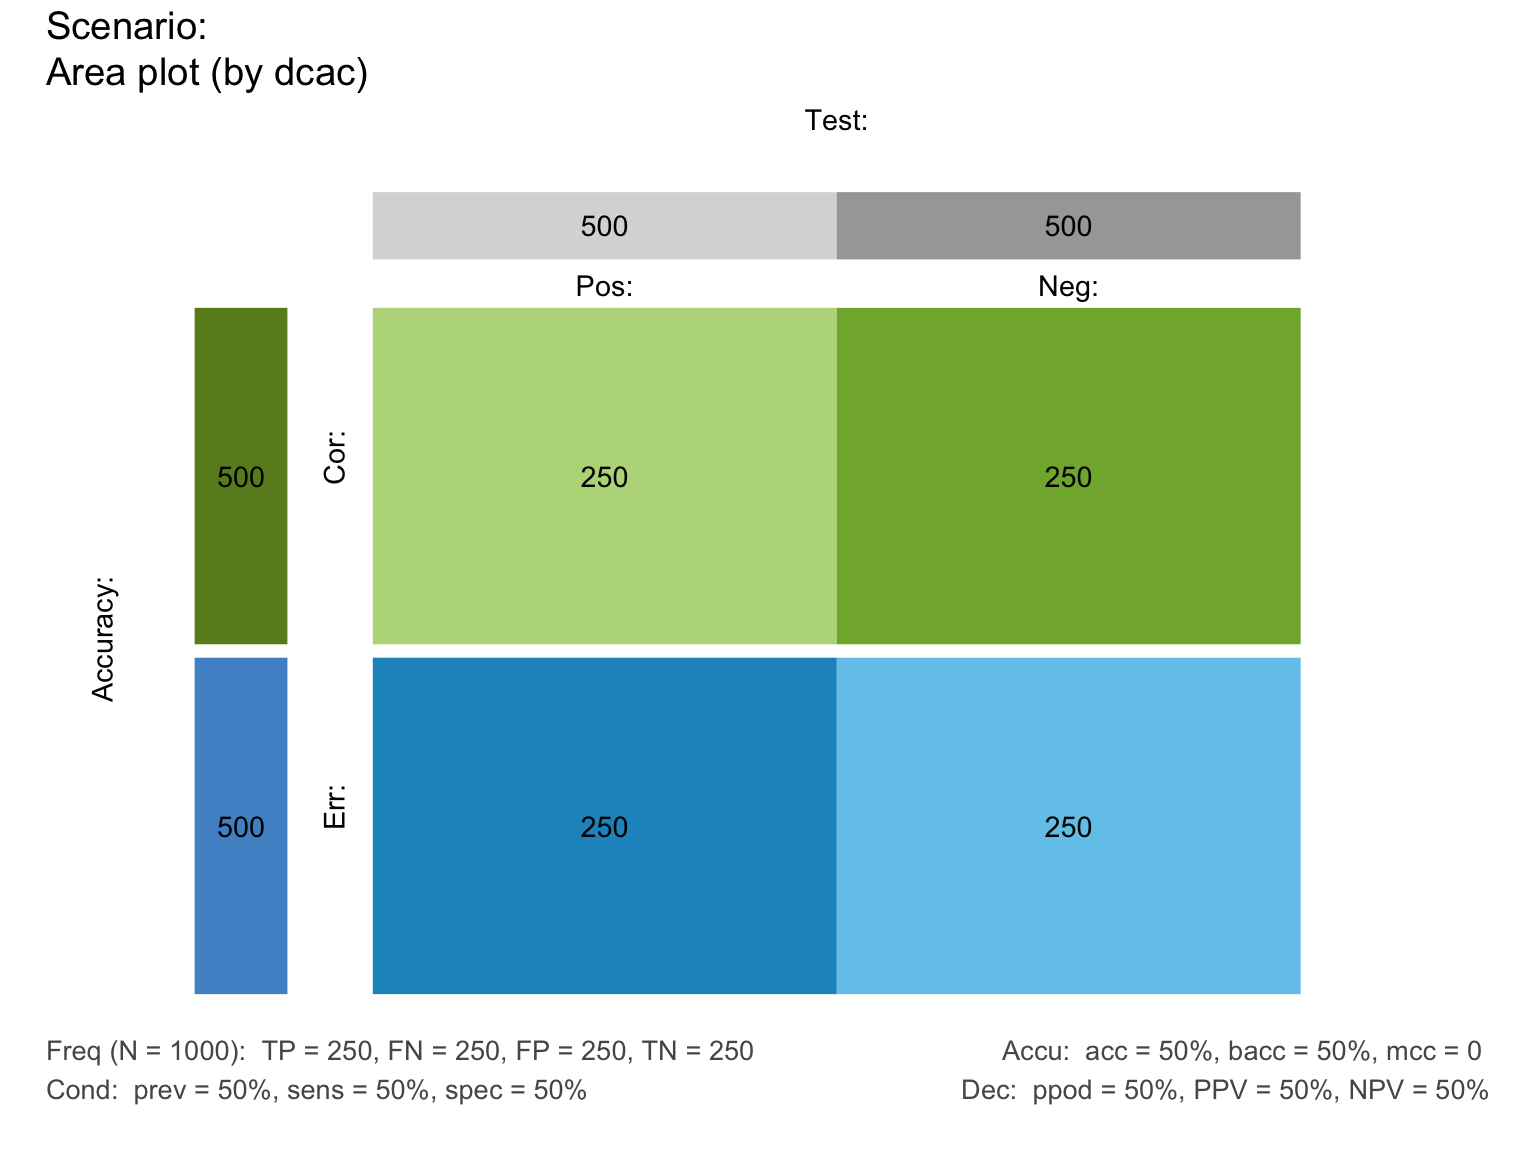 Scenario:
Area plot (by dcac)
Test:
500 500
Pos: Neg:
Accuracy:
500 Cor: 250 250
500 Err: 250 250
Freq (N = 1000):  TP = 250, FN = 250, FP = 250, TN = 250
Accu:  acc = 50%, bacc = 50%, mcc = 0
Cond:  prev = 50%, sens = 50%, spec = 50%
Dec:  ppod = 50%, PPV = 50%, NPV = 50%